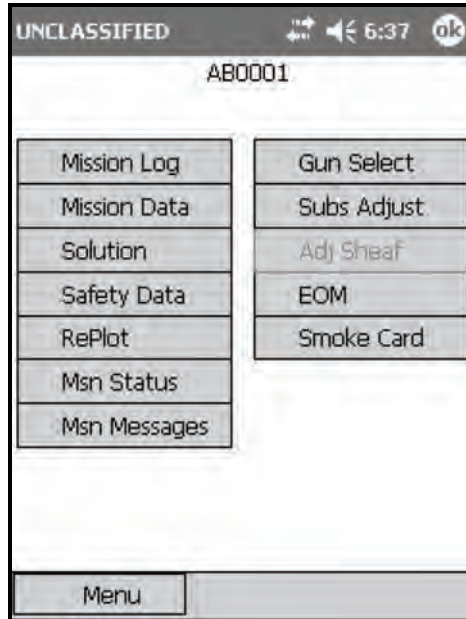 UNCLASSIFIED 6:37 ok
AB0001
Mission Log
Mission Data
Solution
Safety Data
RePlot
Msn Status
Msn Messages
Gun Select
Subs Adjust
Adj Sheaf
EOM
Smoke Card
Menu